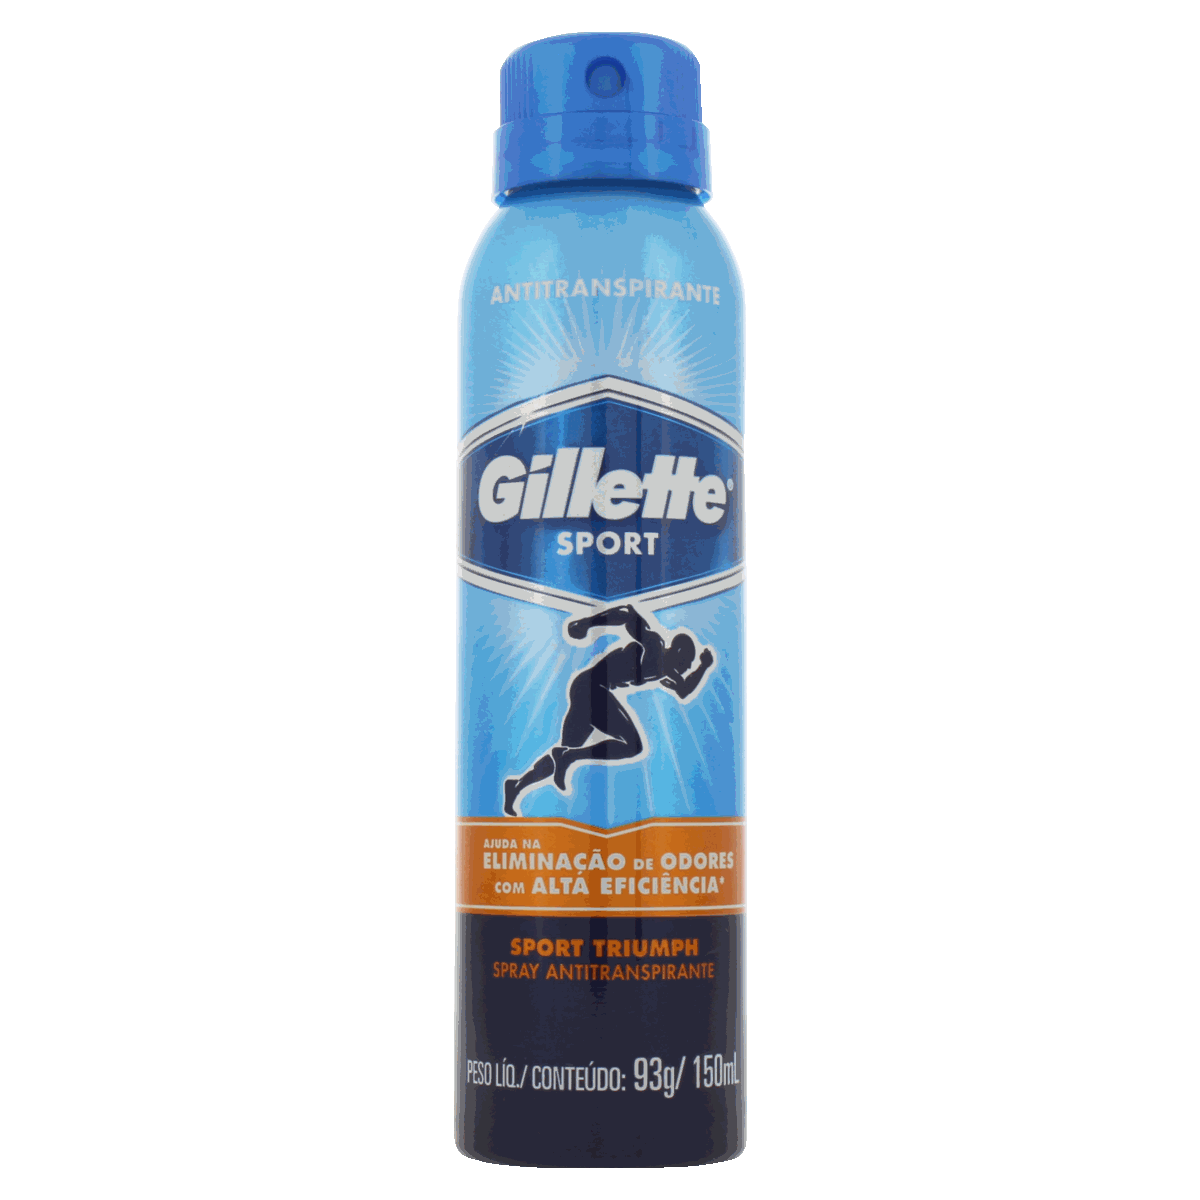 ANTITRANSPIRANTE
Gillette®
SPORT
AJUDA NA
ELIMINAÇÃO DE ODORES
COM ALTA EFICIÊNCIA*
SPORT TRIUMPH
SPRAY ANTITRANSPIRANTE
PESO LÍQ./ CONTEÚDO: 93g/ 150mL